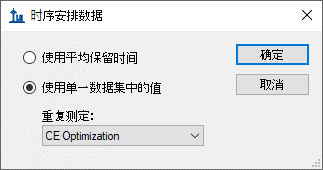 时序安排数据
使用平均保留时间
使用单一数据集中的值
重复测定:
CE Optimization
确定
取消